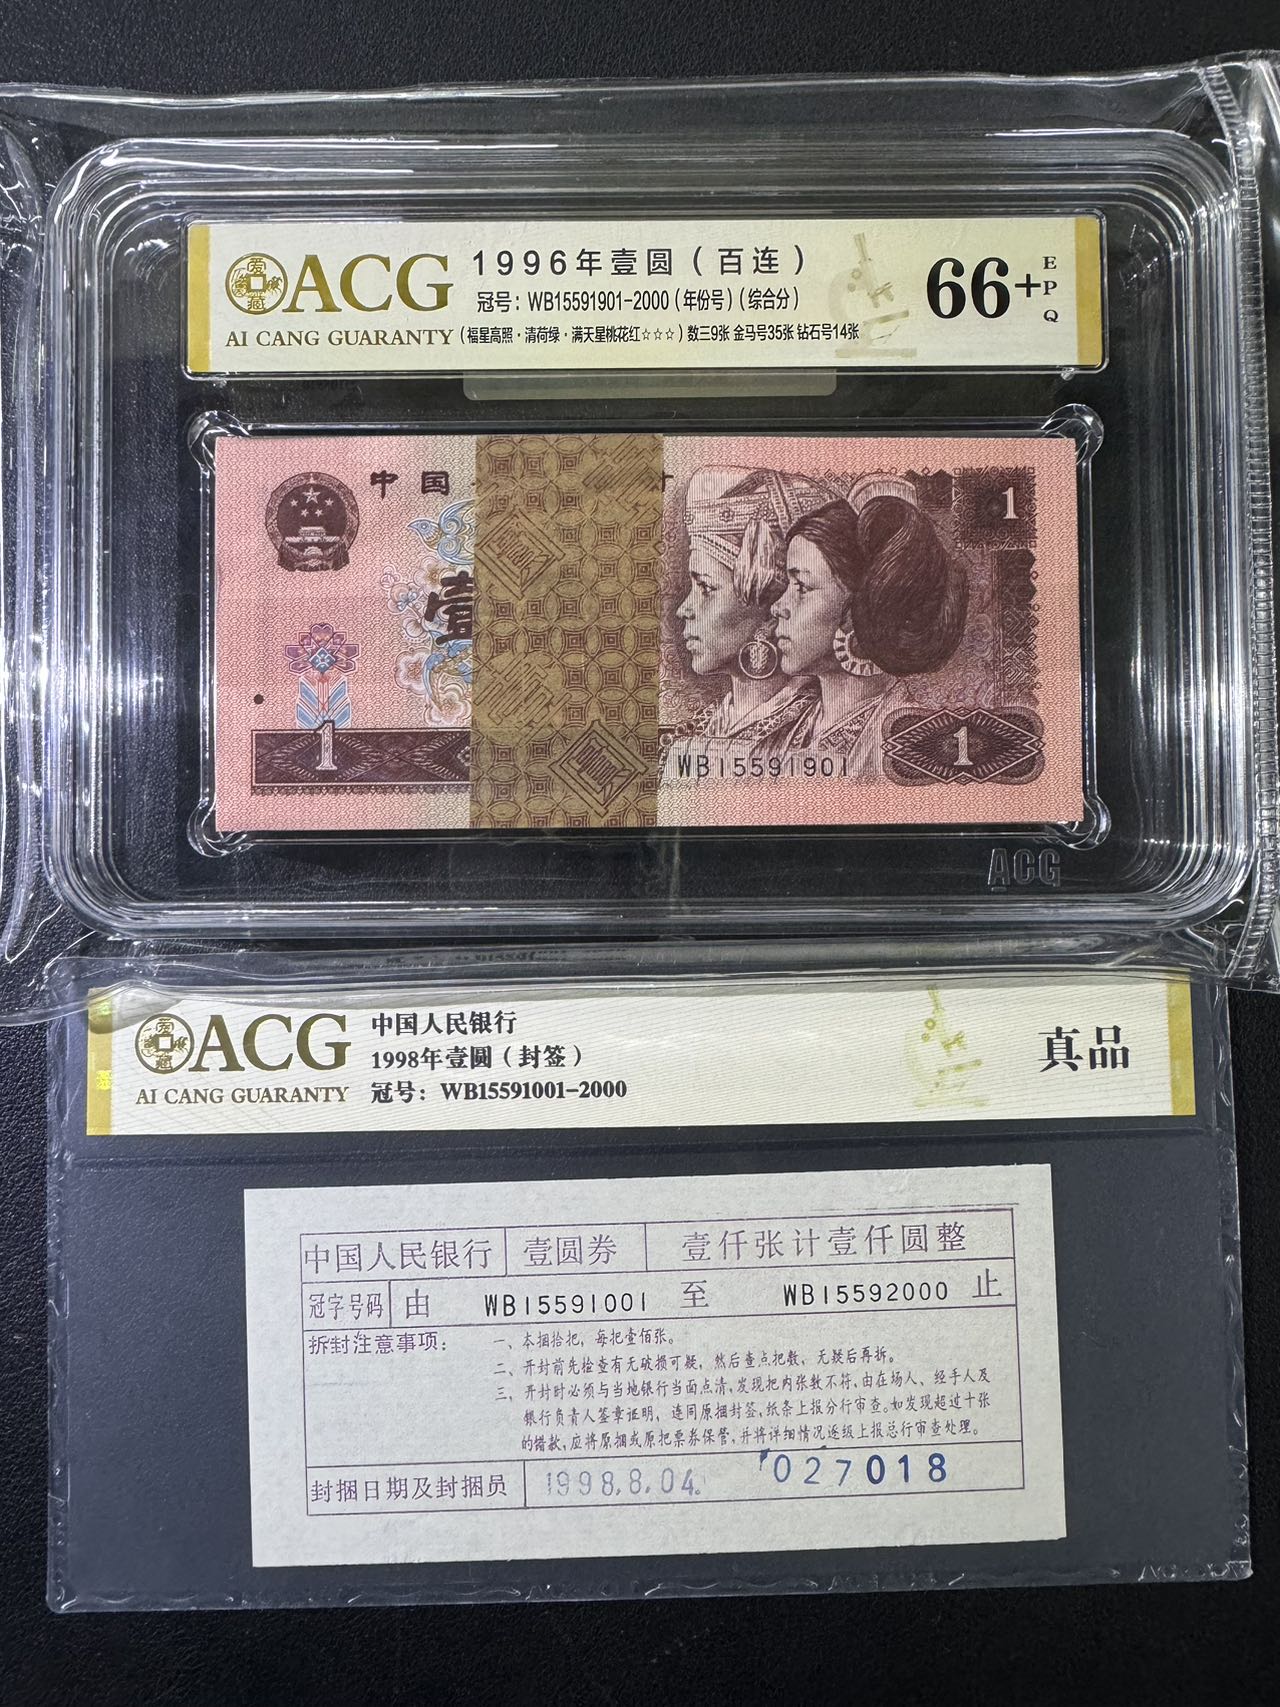 ACG
AI CANG GUARANTY
1996年壹圆(百连)
冠号:WB15591901-2000(年份号)(综合分)
(福星高照·清荷绿·满天星桃花红☆☆☆)数三9张 金马号35张 钻石号14张
66+
EPQ
中国
壹
1
1
1
WB15591901
ACG
ACG
AI CANG GUARANTY
中国人民银行
1998年壹圆(封签)
冠号:WB15591001-2000
真品
中国人民银行 壹圆券 壹仟张计壹仟圆整
冠字号码 由 WB15591001 至 WB15592000 止
拆封注意事项:
一、本捆拾把,每把壹佰张。
二、开封前先检查有无破损可疑,然后查点把数,无疑后再拆。
三、开封时必须与当地银行当面点清,发现把内张数不符,由在场人、经手人及
银行负责人签章证明,连同原捆封签,纸条上报分行审查。如发现超过十张
的错款,应将原捆或原把票券保管,并将详细情况逐级上报总行审查处理。
封捆日期及封捆员 1998.8.04. 027018